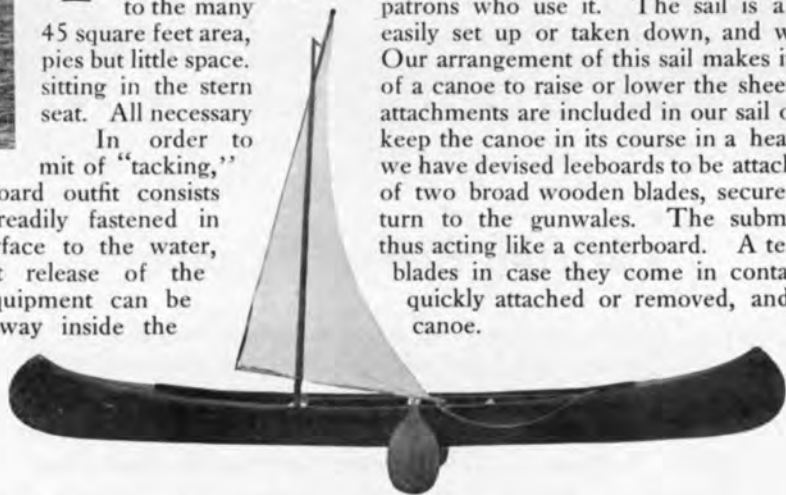 to the many patrons who use it. The sail is a
45 square feet area, easily set up or taken down, and w
pies but little space. Our arrangement of this sail makes i
sitting in the stern of a canoe to raise or lower the shee
seat. All necessary attachments are included in our sail o
In order to keep the canoe in its course in a hea
mit of “tacking,” we have devised leeboards to be attach
oard outfit consists of two broad wooden blades, secure
readily fastened in turn to the gunwales. The subm
face to the water, thus acting like a centerboard. A te
t release of the blades in case they come in conta
quipment can be quickly attached or removed, and
way inside the canoe.